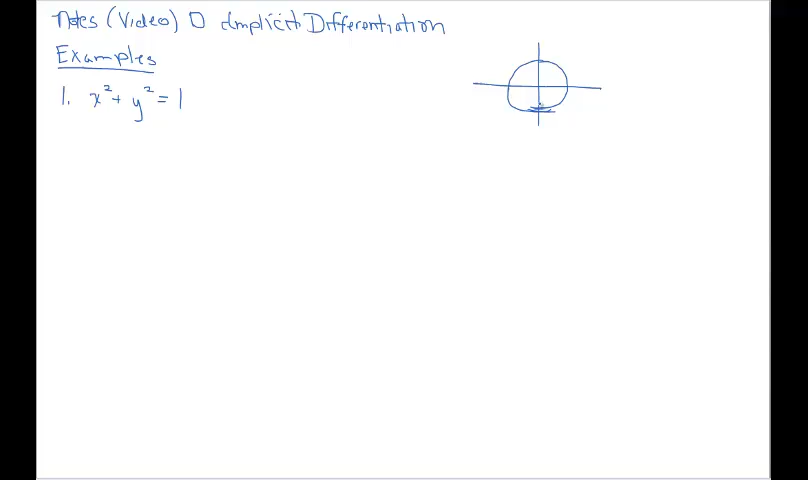 Notes (Video) D Implicit Differentiation
Examples
1. x² + y² = 1